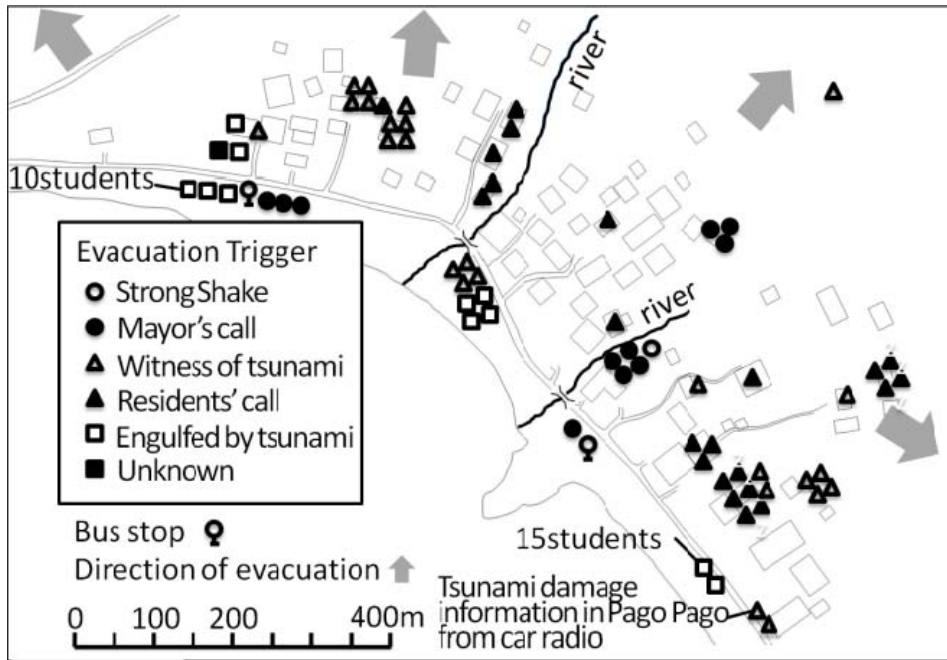 river
10students
river
Evacuation Trigger
Strong Shake
Mayor's call
Witness of tsunami
Residents' call
Engulfed by tsunami
Unknown
Bus stop
Direction of evacuation
15students
Tsunami damage
information in Pago Pago
from car radio
0 100 200 400m